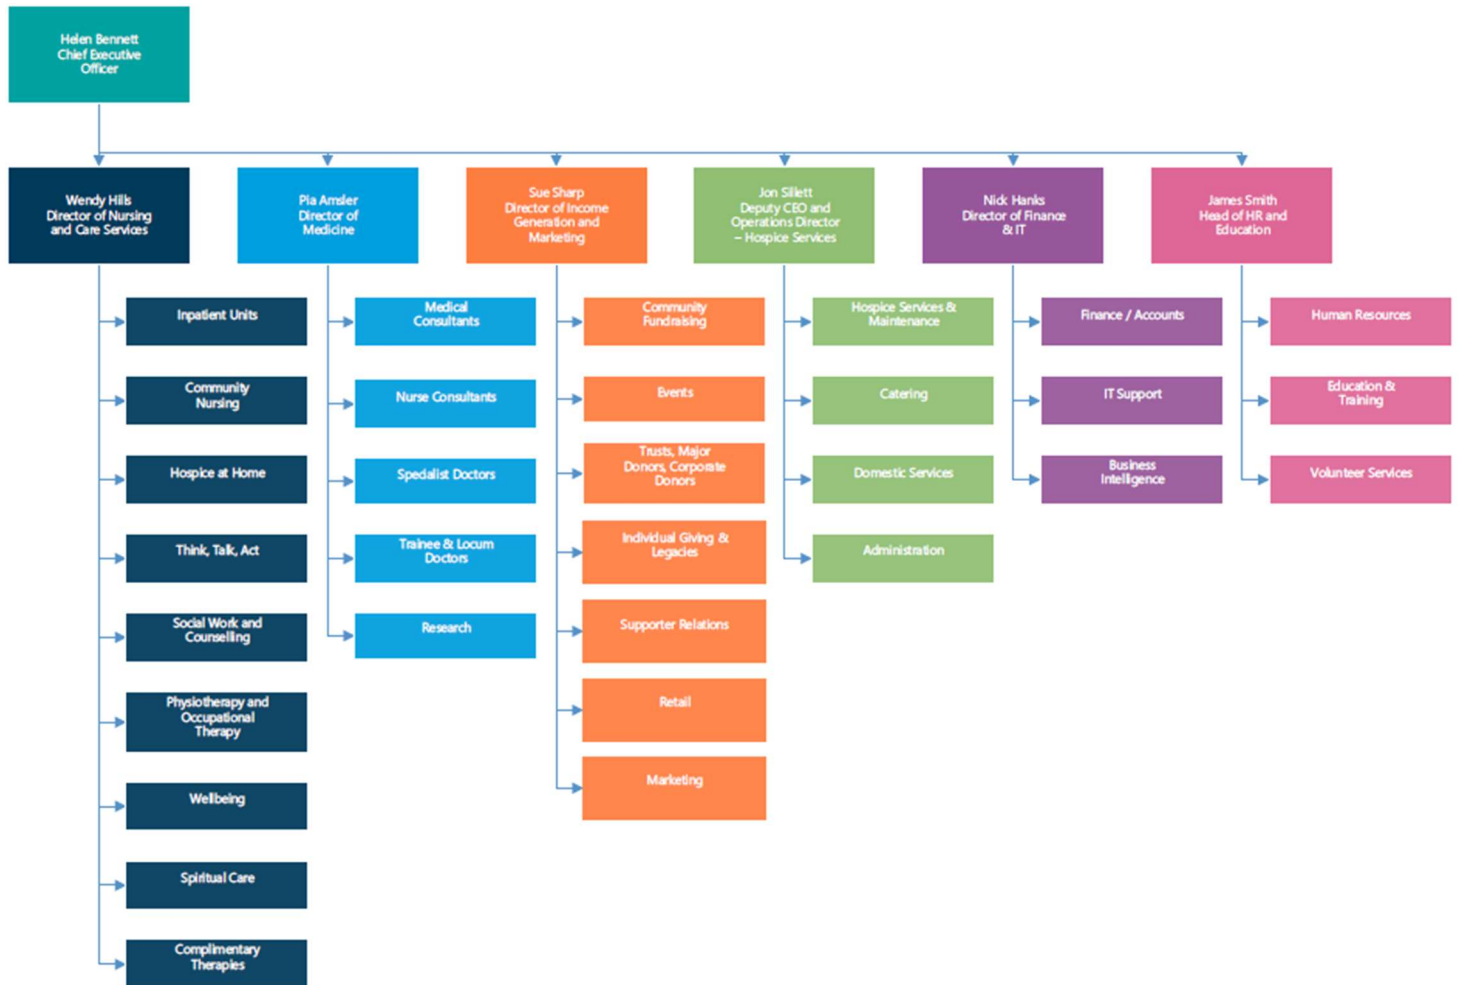 Helen Bennett
Chief Executive
Officer
Wendy Hills
Director of Nursing
and Care Services
Pia Amsler
Director of
Medicine
Sue Sharp
Director of Income
Generation and
Marketing
Jon Sillett
Deputy CEO and
Operations Director
– Hospice Services
Nick Hanks
Director of Finance
& IT
James Smith
Head of HR and
Education
Inpatient Units
Community
Nursing
Hospice at Home
Think, Talk, Act
Social Work and
Counselling
Physiotherapy and
Occupational
Therapy
Wellbeing
Spiritual Care
Complimentary
Therapies
Medical
Consultants
Nurse Consultants
Specialist Doctors
Trainee & Locum
Doctors
Research
Community
Fundraising
Events
Trusts, Major
Donors, Corporate
Donors
Individual Giving &
Legacies
Supporter Relations
Retail
Marketing
Hospice Services &
Maintenance
Catering
Domestic Services
Administration
Finance / Accounts
IT Support
Business
Intelligence
Human Resources
Education &
Training
Volunteer Services